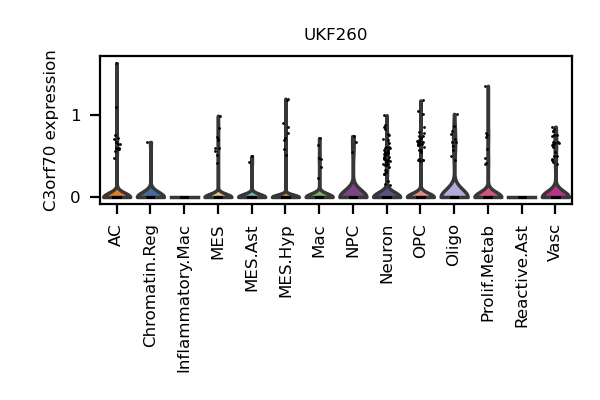 UKF260
C3orf70 expression
1
0
AC
Chromatin.Reg
Inflammatory.Mac
MES
MES.Ast
MES.Hyp
Mac
NPC
Neuron
OPC
Oligo
Prolif.Metab
Reactive.Ast
Vasc